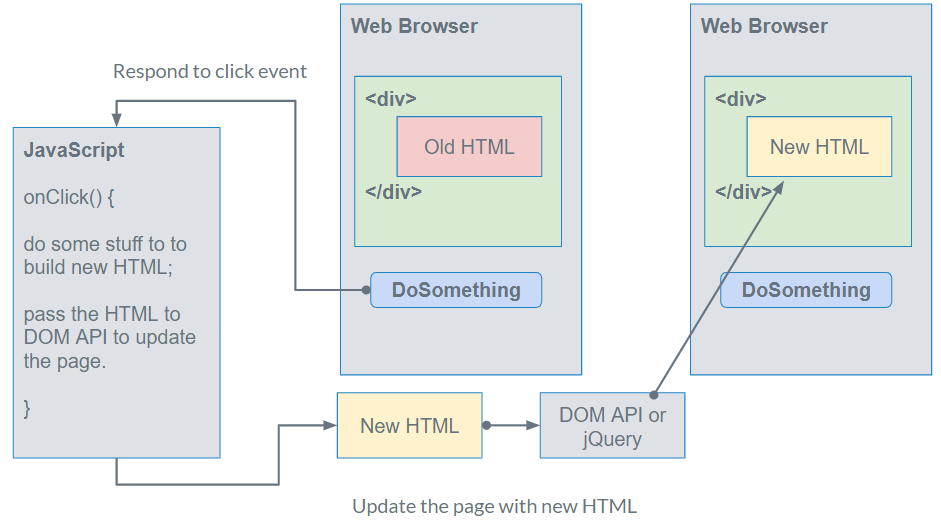 Web Browser
Web Browser
Respond to click event
<div>
Old HTML
</div>
<div>
New HTML
</div>
JavaScript
onClick() {
do some stuff to to
build new HTML;
pass the HTML to
DOM API to update
the page.
}
DoSomething
DoSomething
New HTML
DOM API or
jQuery
Update the page with new HTML